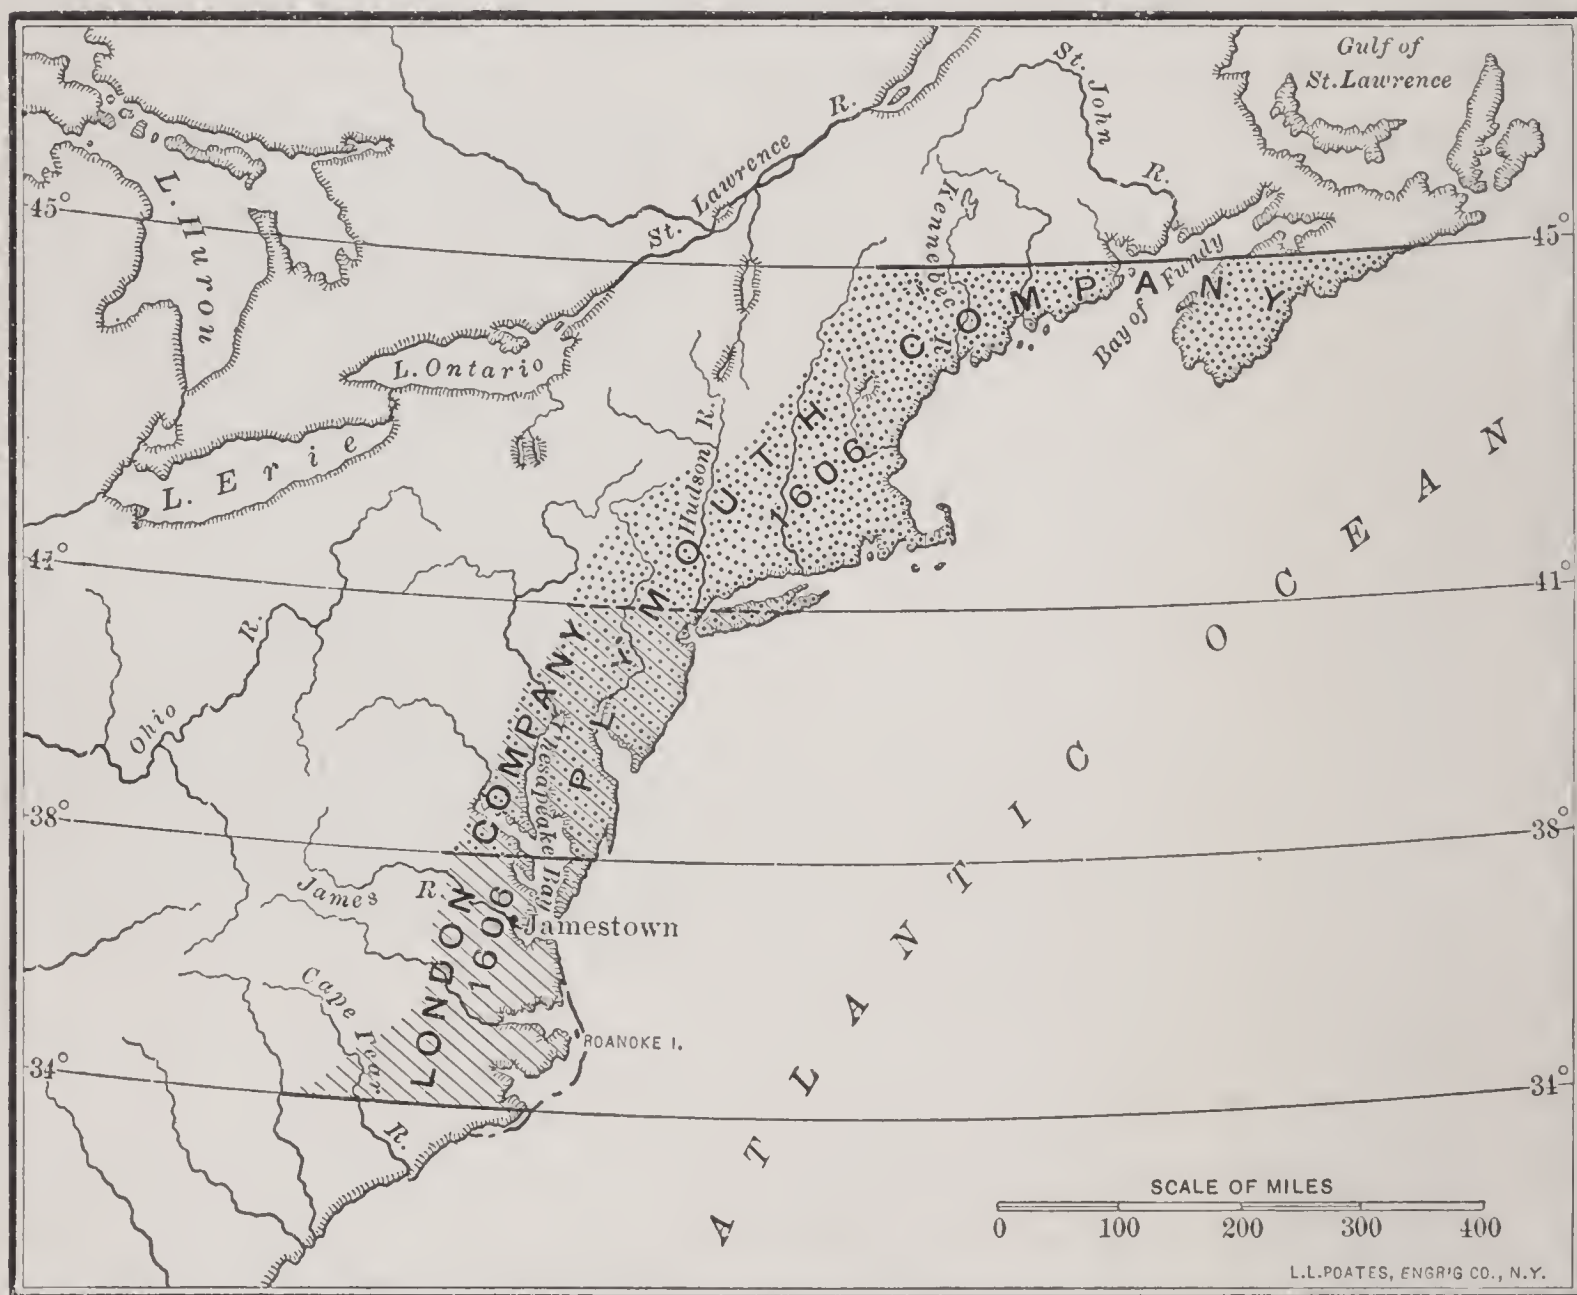 Gulf of
St. Lawrence
St. John R.
St. Lawrence R.
L. Huron
45°
45°
Kennebec R.
Bay of Fundy
L. Ontario
L. Erie
Hudson R.
PLYMOUTH COMPANY
1606
41°
41°
Ohio R.
LONDON COMPANY
1606
Chesapeake Bay
38°
38°
James R.
Jamestown
Cape Fear R.
ROANOKE I.
34°
34°
ATLANTIC OCEAN
SCALE OF MILES
0 100 200 300 400
L.L.POATES, ENGR'G CO., N.Y.